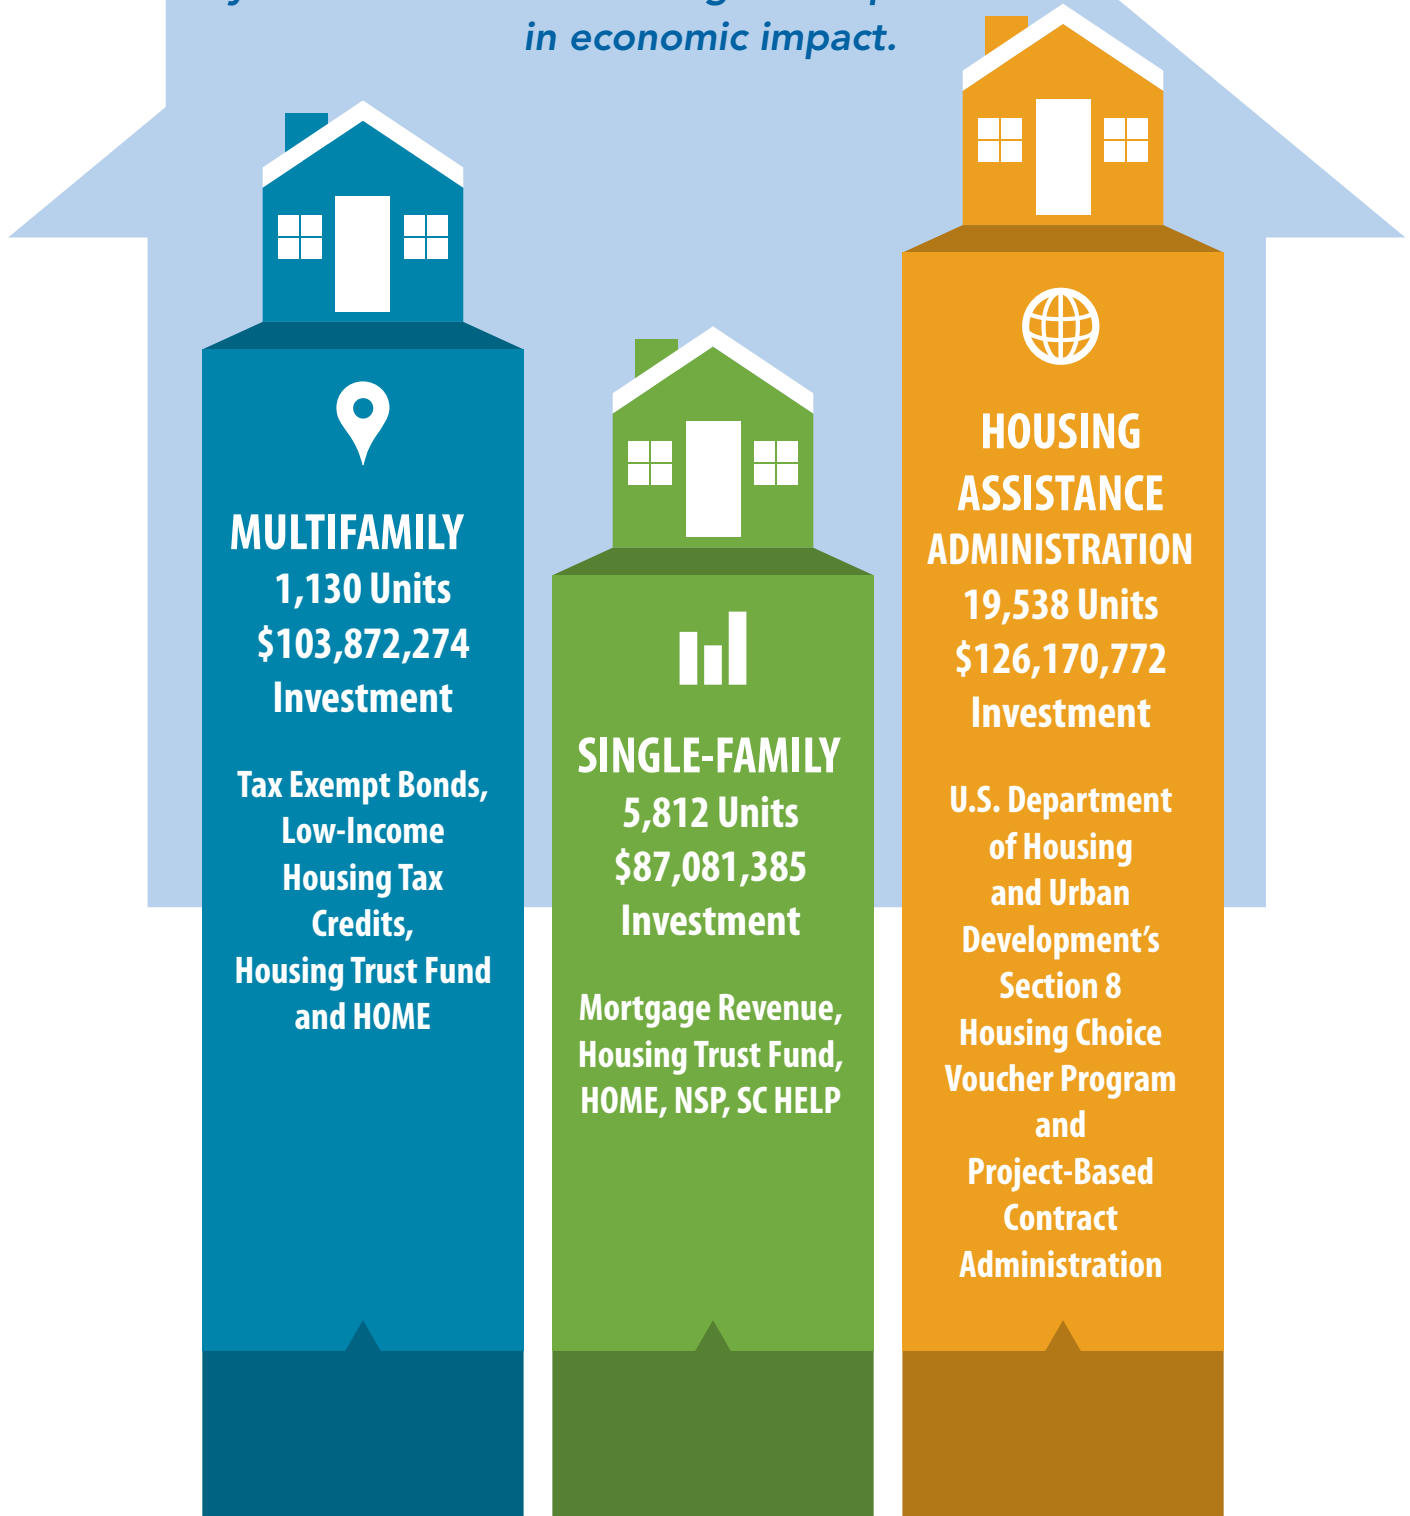 in economic impact.
MULTIFAMILY
1,130 Units
$103,872,274
Investment
Tax Exempt Bonds,
Low-Income
Housing Tax
Credits,
Housing Trust Fund
and HOME
SINGLE-FAMILY
5,812 Units
$87,081,385
Investment
Mortgage Revenue,
Housing Trust Fund,
HOME, NSP, SC HELP
HOUSING
ASSISTANCE
ADMINISTRATION
19,538 Units
$126,170,772
Investment
U.S. Department
of Housing
and Urban
Development’s
Section 8
Housing Choice
Voucher Program
and
Project-Based
Contract
Administration